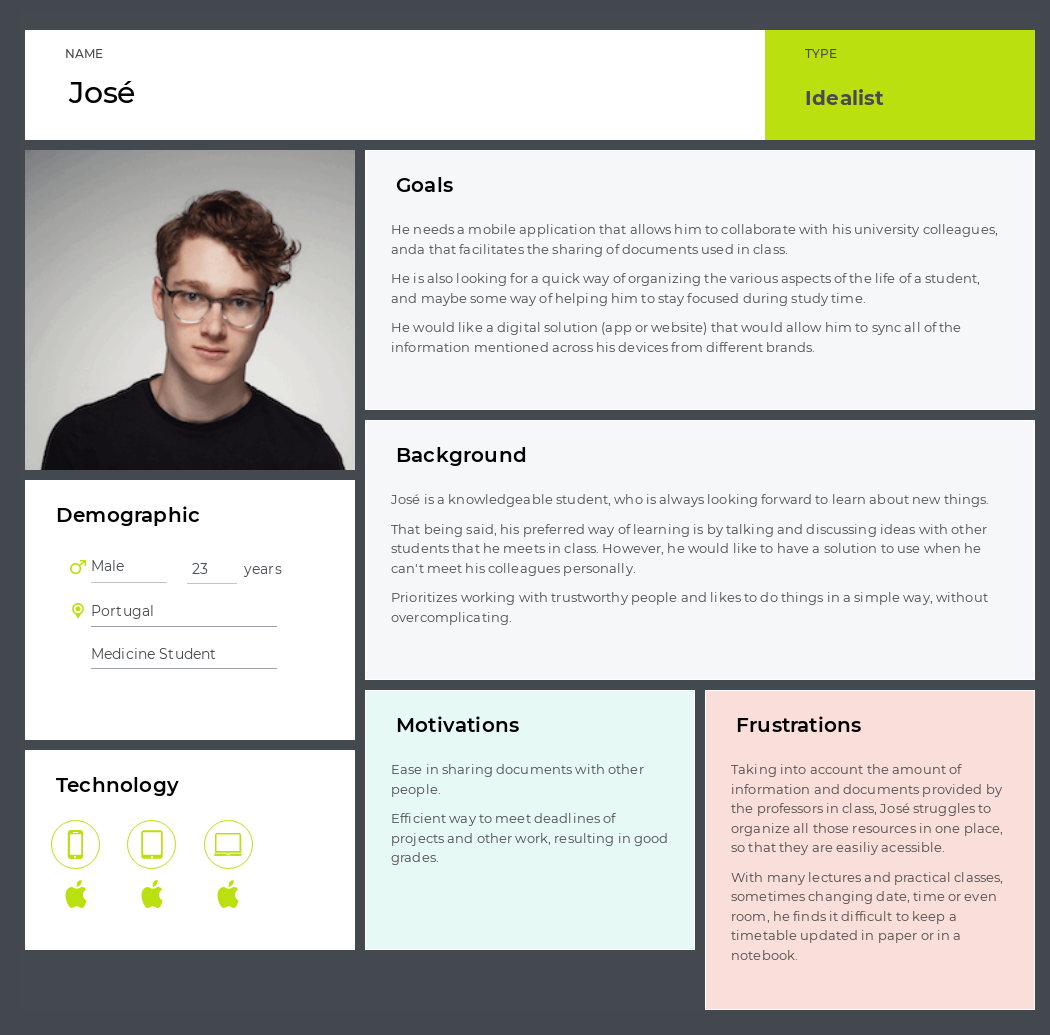 NAME
José
TYPE
Idealist
Goals
He needs a mobile application that allows him to collaborate with his university colleagues,
anda that facilitates the sharing of documents used in class.
He is also looking for a quick way of organizing the various aspects of the life of a student,
and maybe some way of helping him to stay focused during study time.
He would like a digital solution (app or website) that would allow him to sync all of the
information mentioned across his devices from different brands.
Background
José is a knowledgeable student, who is always looking forward to learn about new things.
That being said, his preferred way of learning is by talking and discussing ideas with other
students that he meets in class. However, he would like to have a solution to use when he
can't meet his colleagues personally.
Prioritizes working with trustworthy people and likes to do things in a simple way, without
overcomplicating.
Demographic
Male 23 years
Portugal
Medicine Student
Technology
Motivations
Ease in sharing documents with other
people.
Efficient way to meet deadlines of
projects and other work, resulting in good
grades.
Frustrations
Taking into account the amount of
information and documents provided by
the professors in class, José struggles to
organize all those resources in one place,
so that they are easiliy acessible.
With many lectures and practical classes,
sometimes changing date, time or even
room, he finds it difficult to keep a
timetable updated in paper or in a
notebook.